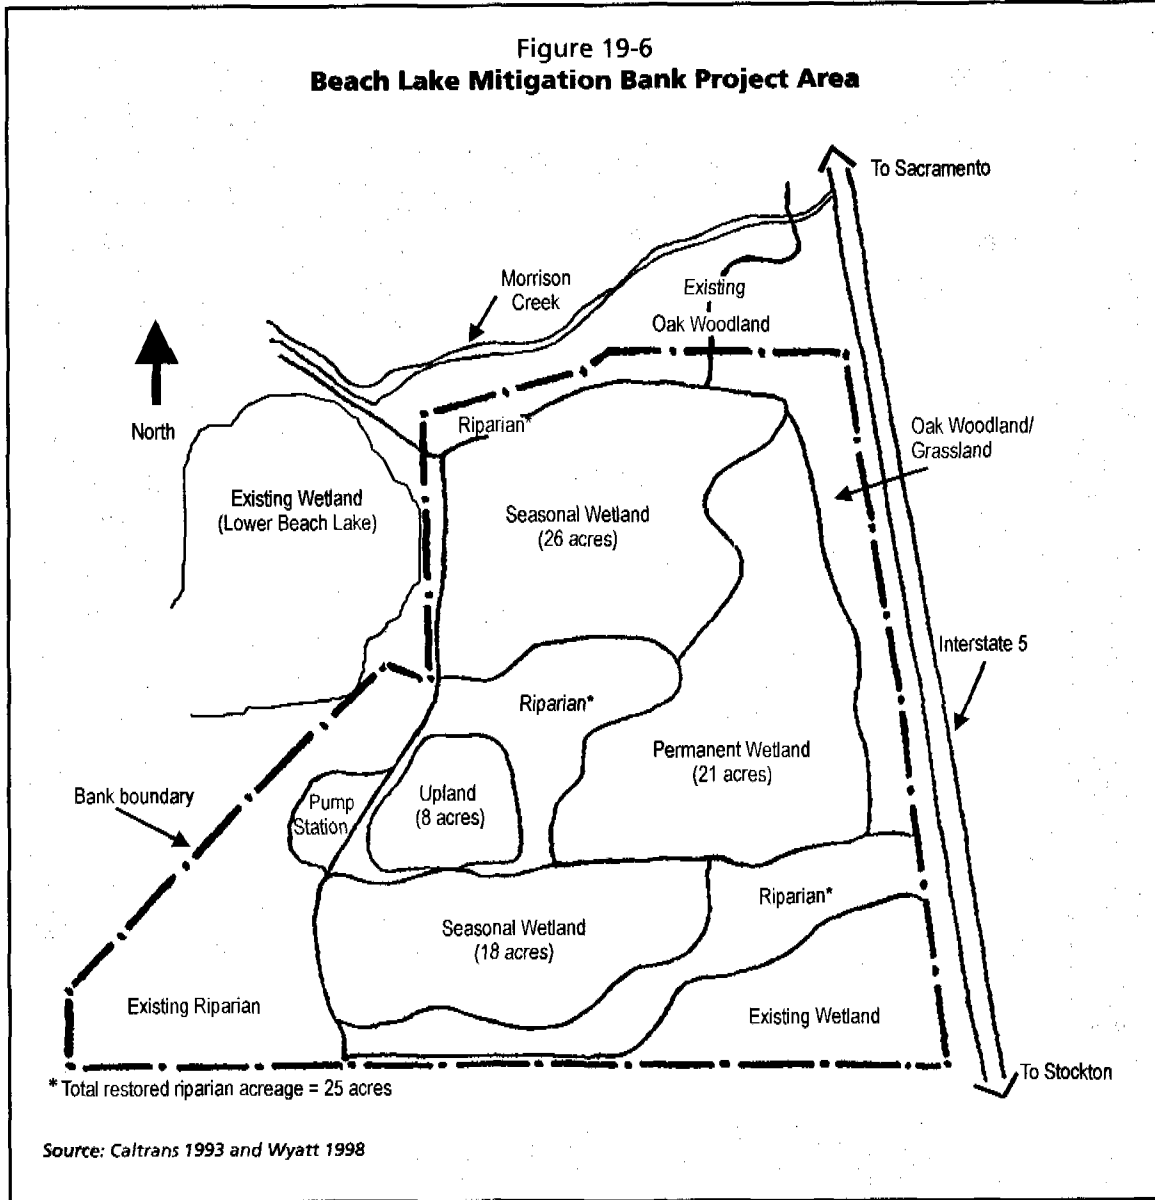 Figure 19-6
Beach Lake Mitigation Bank Project Area
To Sacramento
Morrison
Creek
Existing
Oak Woodland
North
Riparian*
Oak Woodland/
Grassland
Existing Wetland
(Lower Beach Lake)
Seasonal Wetland
(26 acres)
Interstate 5
Riparian*
Permanent Wetland
(21 acres)
Bank boundary
Pump
Station
Upland
(8 acres)
Riparian*
Seasonal Wetland
(18 acres)
Existing Riparian
Existing Wetland
To Stockton
* Total restored riparian acreage = 25 acres
Source: Caltrans 1993 and Wyatt 1998